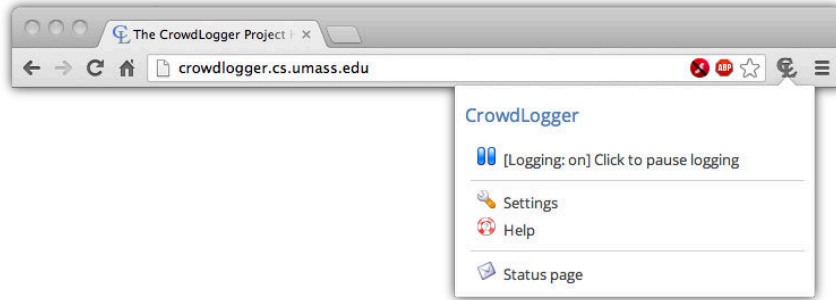 The CrowdLogger Project
crowdlogger.cs.umass.edu
ABP
CrowdLogger
[Logging: on] Click to pause logging
Settings
Help
Status page